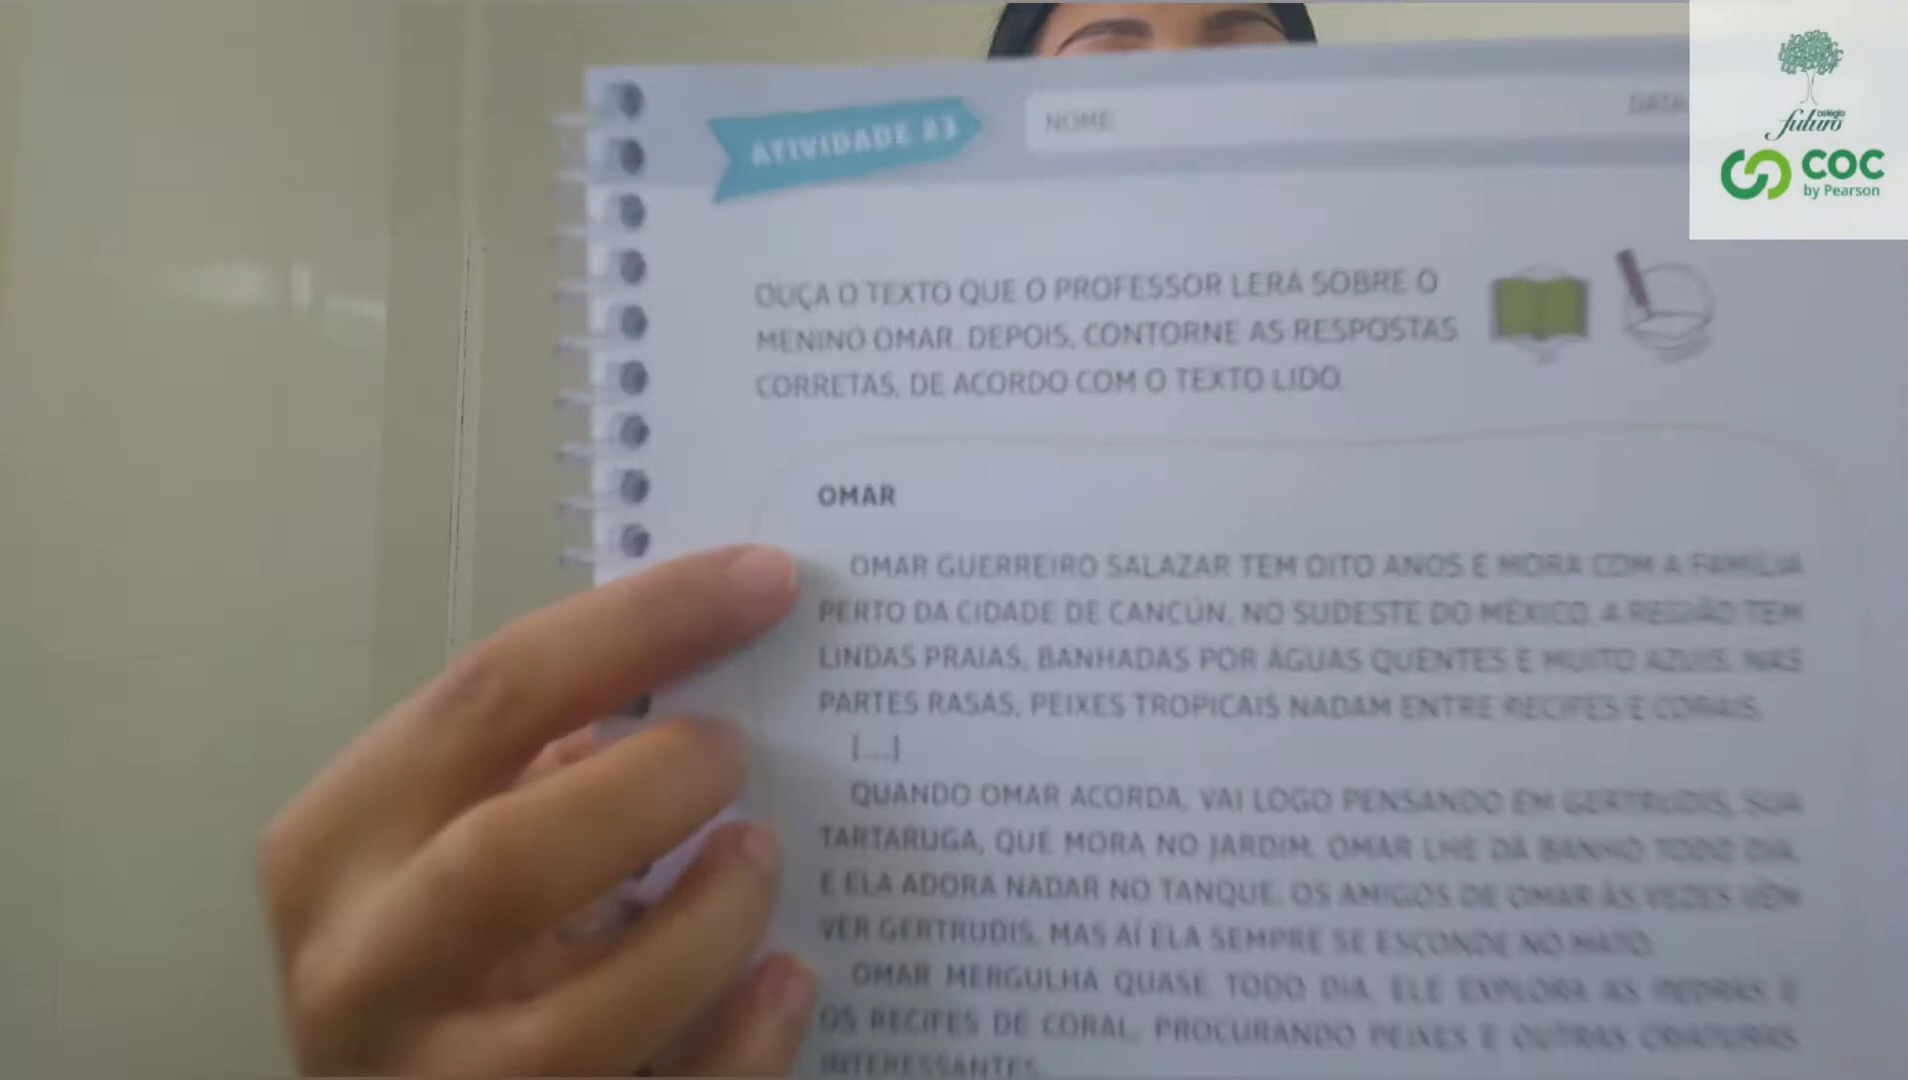 ATIVIDADE 23
NOME
DATA
colégio
futuro
COC
by Pearson
OUÇA O TEXTO QUE O PROFESSOR LERÁ SOBRE O
MENINO OMAR. DEPOIS, CONTORNE AS RESPOSTAS
CORRETAS, DE ACORDO COM O TEXTO LIDO.
OMAR
OMAR GUERREIRO SALAZAR TEM OITO ANOS E MORA COM A FAMÍLIA
PERTO DA CIDADE DE CANCÚN, NO SUDESTE DO MÉXICO. A REGIÃO TEM
LINDAS PRAIAS, BANHADAS POR ÁGUAS QUENTES E MUITO AZUIS. NAS
PARTES RASAS, PEIXES TROPICAIS NADAM ENTRE RECIFES E CORAIS.
[...]
QUANDO OMAR ACORDA, VAI LOGO PENSANDO EM GERTRUDIS, SUA
TARTARUGA, QUE MORA NO JARDIM. OMAR LHE DÁ BANHO TODO DIA,
E ELA ADORA NADAR NO TANQUE. OS AMIGOS DE OMAR ÀS VEZES VÊM
VER GERTRUDIS, MAS AÍ ELA SEMPRE SE ESCONDE NO MATO.
OMAR MERGULHA QUASE TODO DIA. ELE EXPLORA AS PEDRAS E
OS RECIFES DE CORAL, PROCURANDO PEIXES E OUTRAS CRIATURAS
INTERESSANTES.